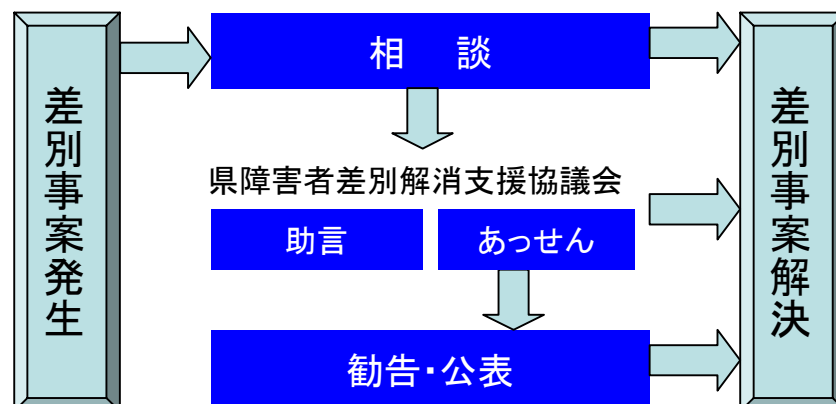 差別事案発生
相談
県障害者差別解消支援協議会
助言
あっせん
勧告・公表
差別事案解決